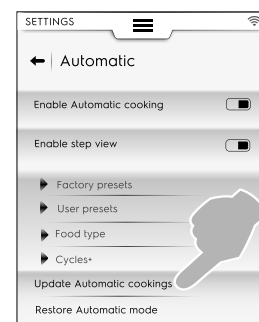 SETTINGS
Automatic
Enable Automatic cooking
Enable step view
Factory presets
User presets
Food type
Cycles+
Update Automatic cookings
Restore Automatic mode